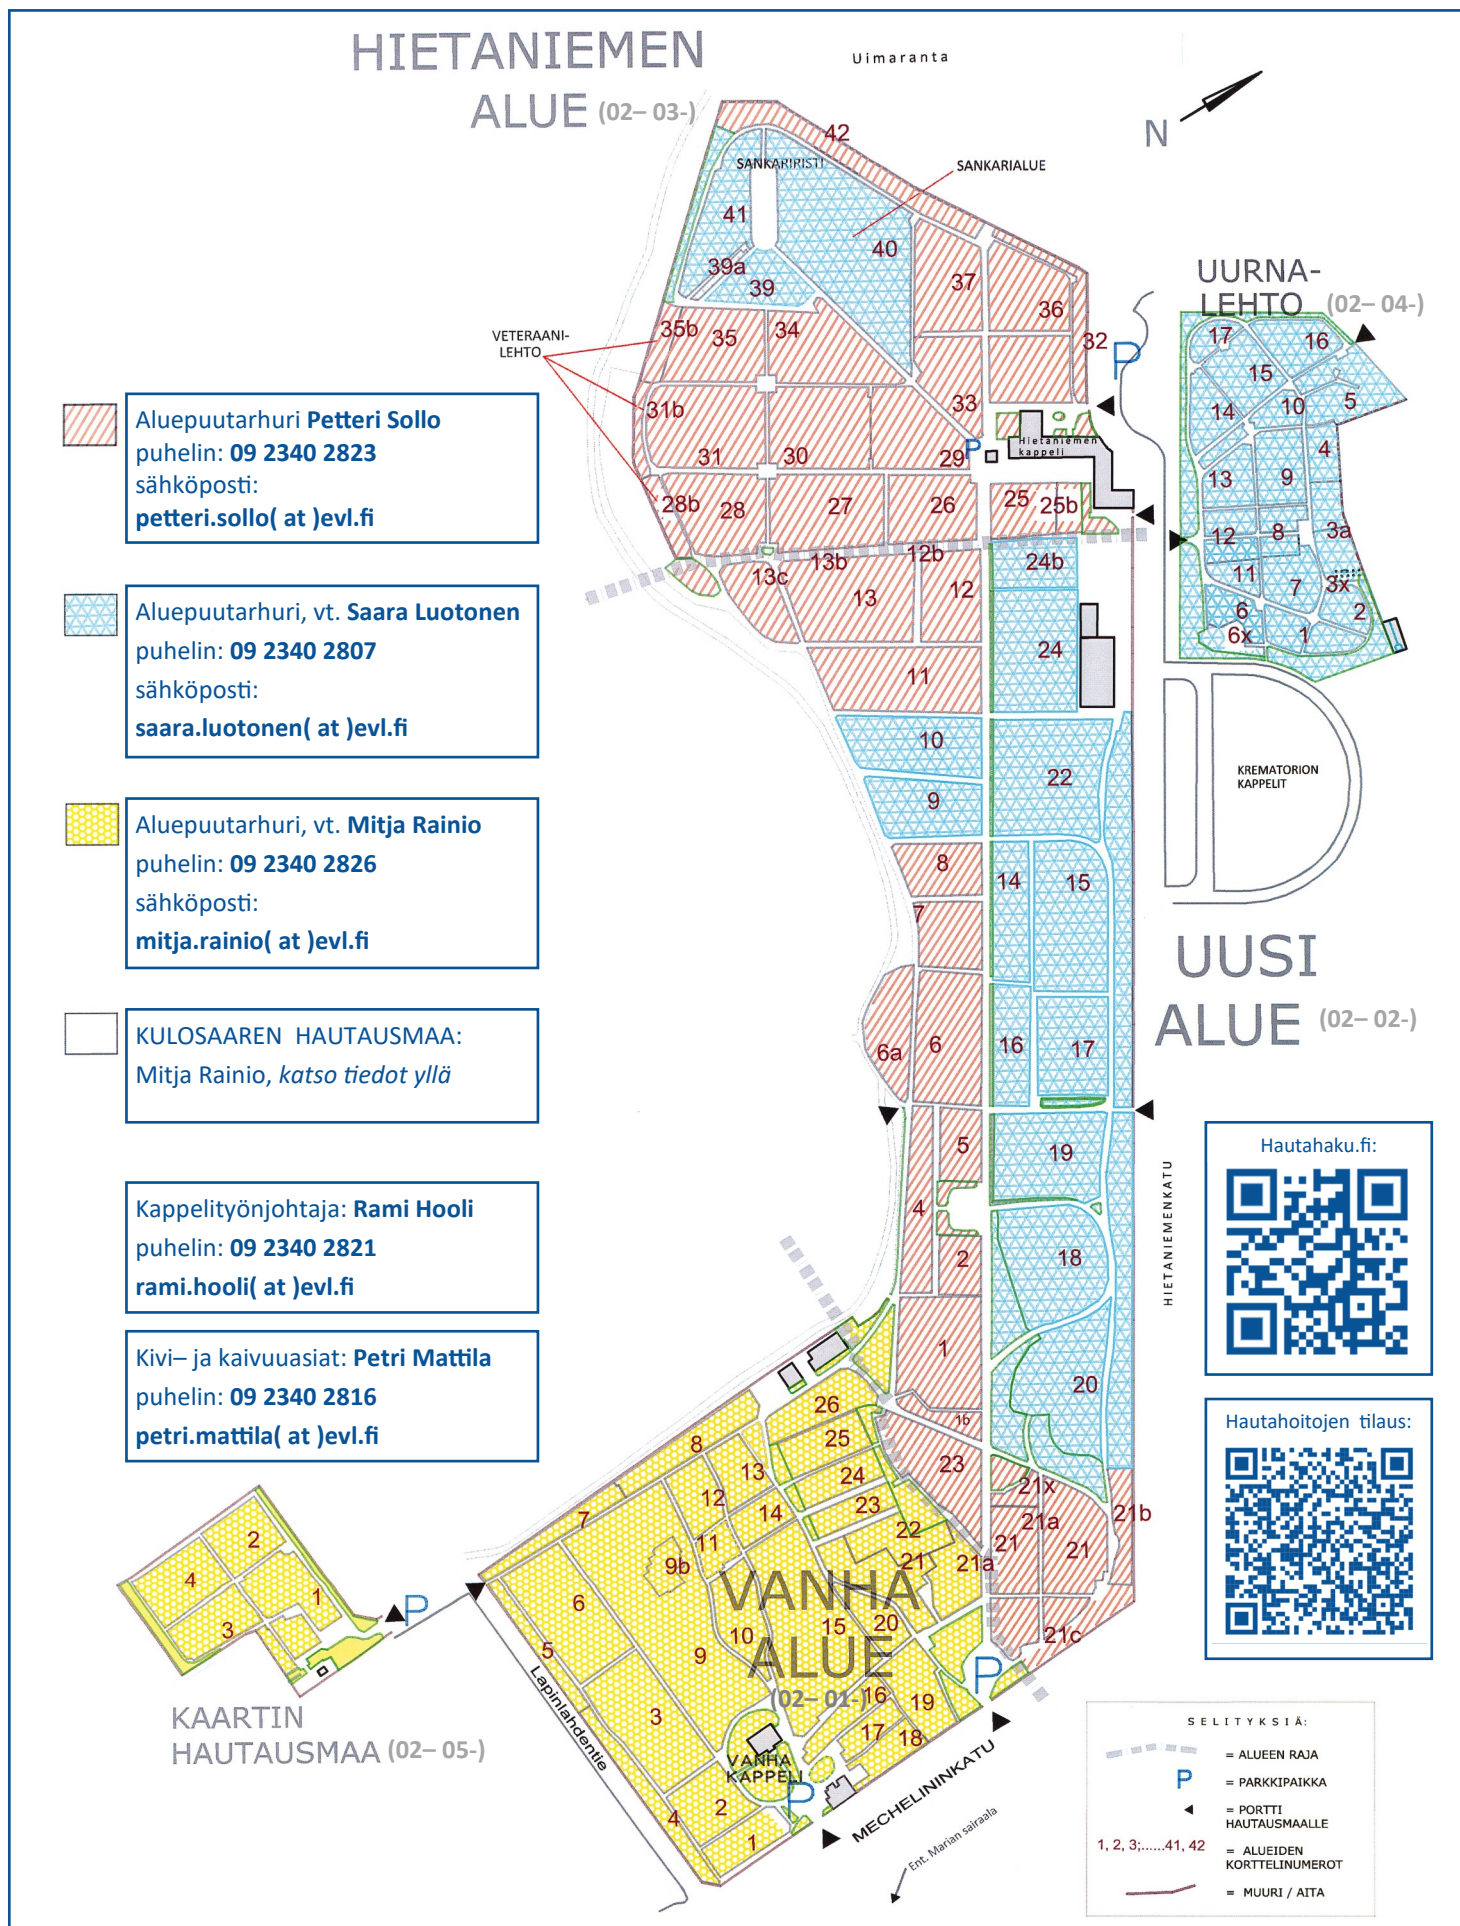 HIETANIEMEN
ALUE (02– 03-)
Uimaranta
N
42
SANKARIRISTI
SANKARIALUE
41
40
39a
39
37
36
35b
35
34
32
P
33
VETERAANI-
LEHTO
31b
31
30
29
P
Hietaniemen
kappeli
28b
28
27
26
25
25b
13c
13b
12b
13
12
24b
24
11
10
22
9
8
14
15
7
6a
6
16
17
5
19
4
2
18
1
20
1b
23
21x
21a
21b
21
21
21c
UURNA-
LEHTO (02– 04-)
17
16
15
5
14
10
4
13
9
12
8
3a
11
7
3x
6
2
6x
1
KREMATORION
KAPPELIT
UUSI
ALUE (02– 02-)
HIETANIEMENKATU
Aluepuutarhuri Petteri Sollo
puhelin: 09 2340 2823
sähköposti:
petteri.sollo( at )evl.fi
Aluepuutarhuri, vt. Saara Luotonen
puhelin: 09 2340 2807
sähköposti:
saara.luotonen( at )evl.fi
Aluepuutarhuri, vt. Mitja Rainio
puhelin: 09 2340 2826
sähköposti:
mitja.rainio( at )evl.fi
KULOSAAREN HAUTAUSMAA:
Mitja Rainio, katso tiedot yllä
Kappelityönjohtaja: Rami Hooli
puhelin: 09 2340 2821
rami.hooli( at )evl.fi
Kivi– ja kaivuuasiat: Petri Mattila
puhelin: 09 2340 2816
petri.mattila( at )evl.fi
Hautahaku.fi:
Hautahoitojen tilaus:
26
25
8
13
24
12
23
7
14
22
11
9b
21
21a
6
VANHA
ALUE
(02– 01-)
15
20
10
5
9
16
19
3
17
18
VANHA
KAPPELI
P
P
2
4
1
Lapinlahdentie
MECHELININKATU
Ent. Marian sairaala
2
4
1
3
P
KAARTIN
HAUTAUSMAA (02– 05-)
SELITYKSIÄ:
= ALUEEN RAJA
P = PARKKIPAIKKA
= PORTTI
HAUTAUSMAALLE
1, 2, 3;......41, 42 = ALUEIDEN
KORTTELINUMEROT
= MUURI / AITA